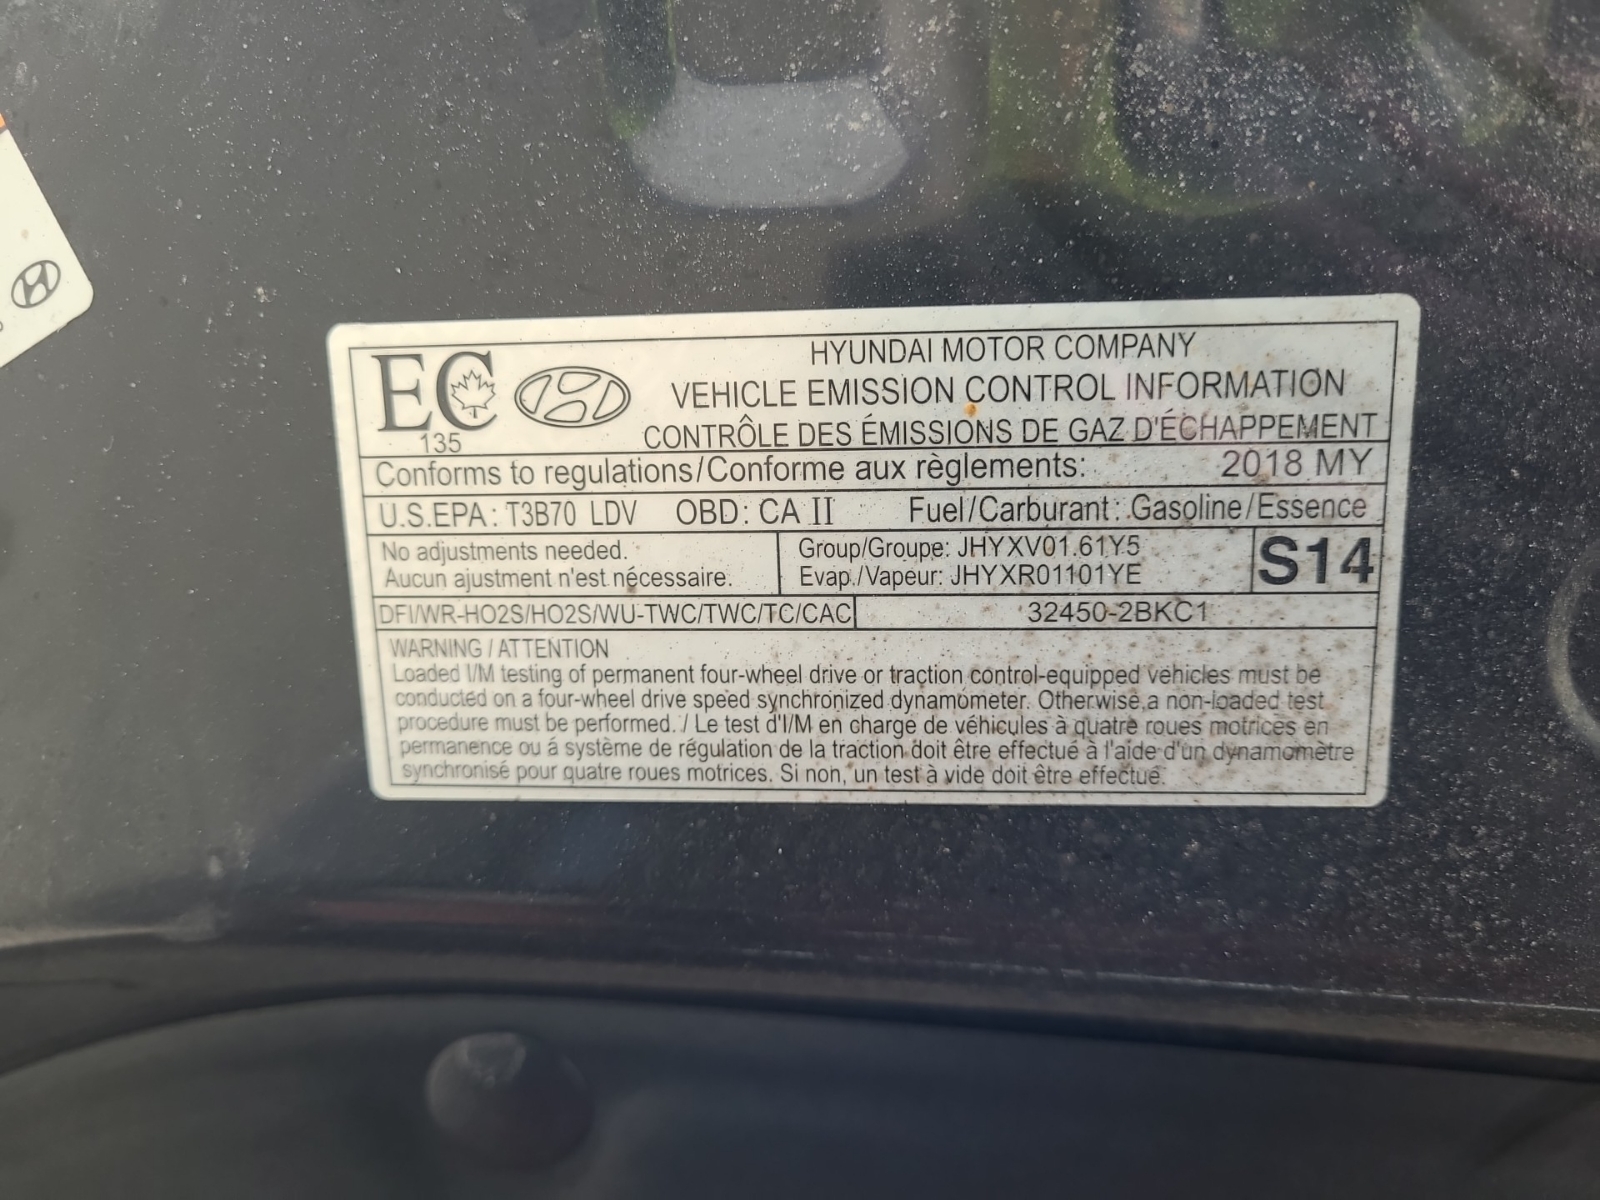 HYUNDAI MOTOR COMPANY
EC
135
VEHICLE EMISSION CONTROL INFORMATION
CONTRÔLE DES ÉMISSIONS DE GAZ D'ÉCHAPPEMENT
Conforms to regulations/Conforme aux règlements: 2018 MY
U.S.EPA: T3B70 LDV OBD: CA II Fuel/Carburant: Gasoline/Essence
No adjustments needed.
Aucun ajustment n'est nécessaire.
Group/Groupe: JHYXV01.61Y5
Evap./Vapeur: JHYXR01101YE
S14
DFI/WR-HO2S/HO2S/WU-TWC/TWC/TC/CAC
32450-2BKC1
WARNING / ATTENTION
Loaded I/M testing of permanent four-wheel drive or traction control-equipped vehicles must be
conducted on a four-wheel drive speed synchronized dynamometer. Otherwise,a non-loaded test
procedure must be performed. / Le test d'I/M en charge de véhicules à quatre roues motrices en
permanence ou á système de régulation de la traction doit être effectué à l'aide d'un dynamomètre
synchronisé pour quatre roues motrices. Si non, un test à vide doit être effectué.